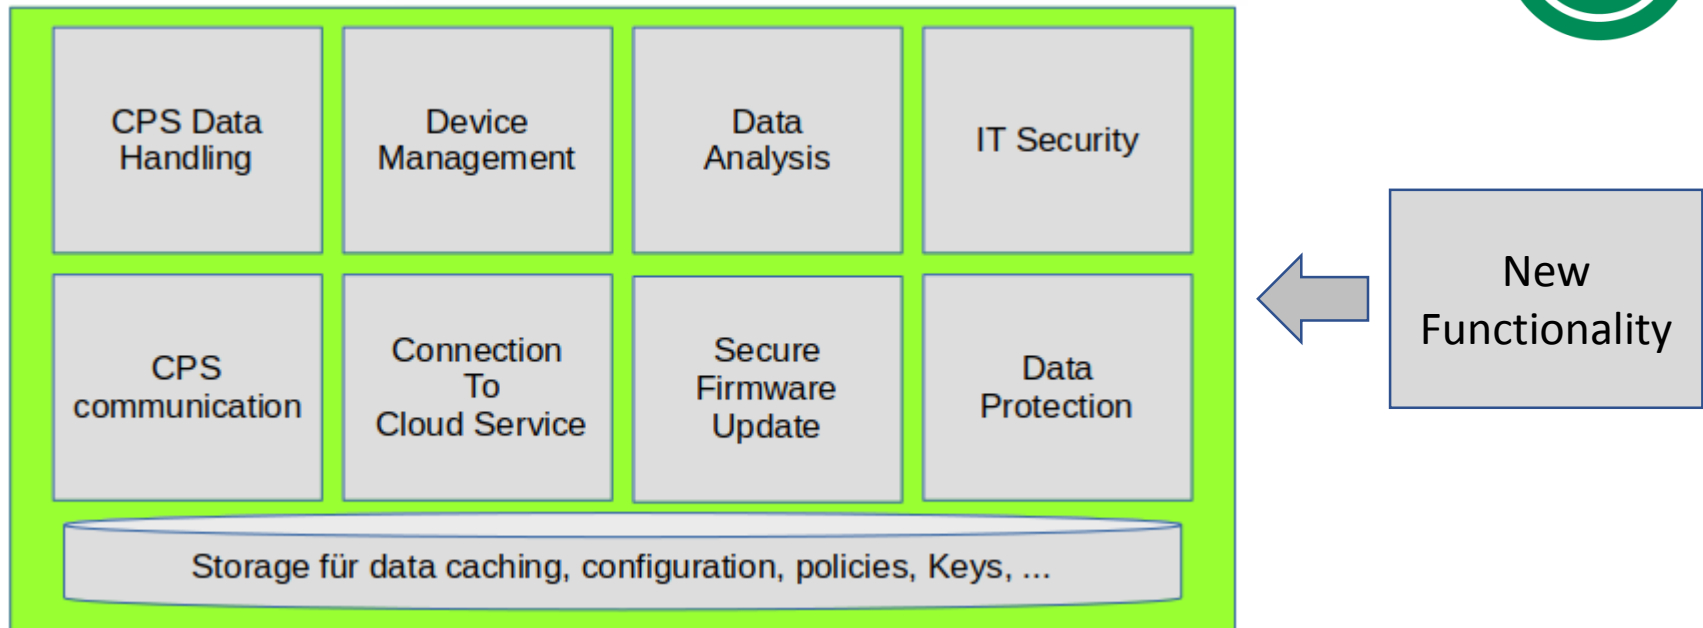 CPS Data
Handling
Device
Management
Data
Analysis
IT Security
CPS
communication
Connection
To
Cloud Service
Secure
Firmware
Update
Data
Protection
Storage für data caching, configuration, policies, Keys, ...
New
Functionality